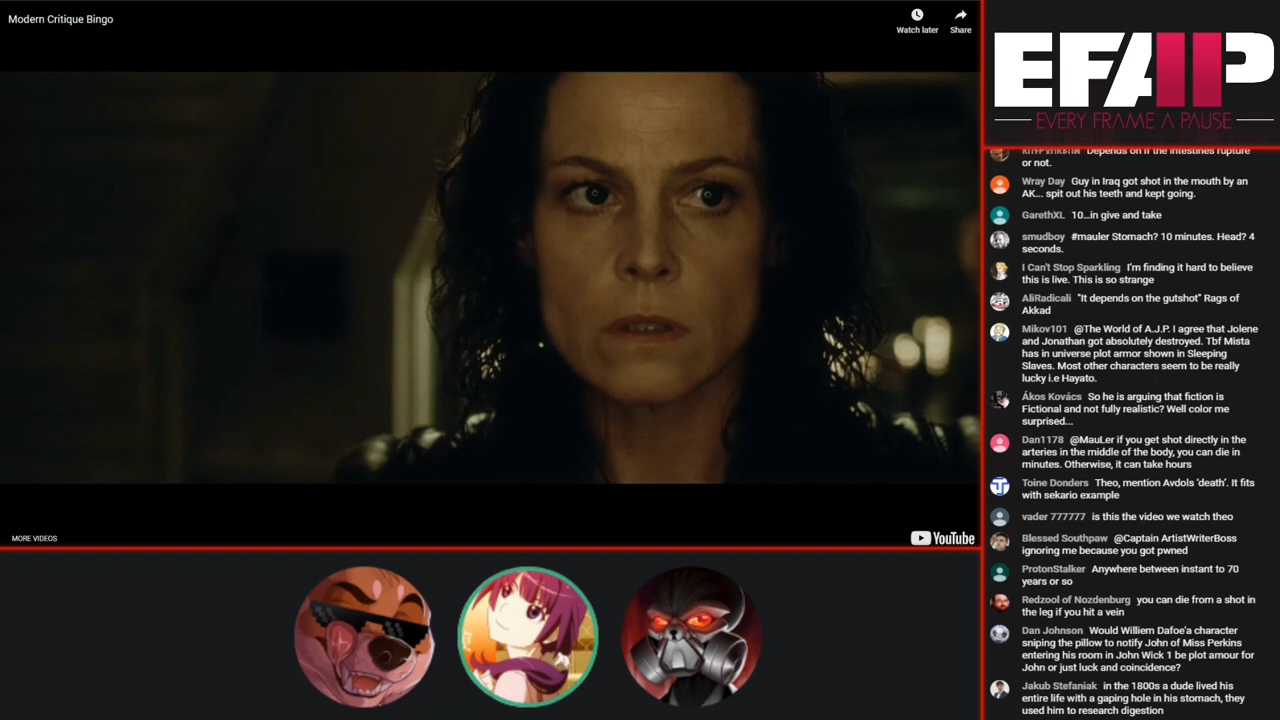 Modern Critique Bingo
Watch later
Share
MORE VIDEOS
YouTube
EFAP
EVERY FRAME A PAUSE
Depends on if the intestines rupture
or not.
Wray Day Guy in Iraq got shot in the mouth by an
AK... spit out his teeth and kept going.
GarethXL 10...in give and take
smudboy #mauler Stomach? 10 minutes. Head? 4
seconds.
I Can't Stop Sparkling I'm finding it hard to believe
this is live. This is so strange
AliRadicali "It depends on the gutshot" Rags of
Akkad
Mikov101 @The World of A.J.P. I agree that Jolene
and Jonathan got absolutely destroyed. Tbf Mista
has in universe plot armor shown in Sleeping
Slaves. Most other characters seem to be really
lucky i.e Hayato.
Ákos Kovács So he is arguing that fiction is
Fictional and not fully realistic? Well color me
surprised...
Dan1178 @MauLer if you get shot directly in the
arteries in the middle of the body, you can die in
minutes. Otherwise, it can take hours
Toine Donders Theo, mention Avdols 'death'. It fits
with sekario example
vader 777777 is this the video we watch theo
Blessed Southpaw @Captain ArtistWriterBoss
ignoring me because you got pwned
ProtonStalker Anywhere between instant to 70
years or so
Redzool of Nozdenburg you can die from a shot in
the leg if you hit a vein
Dan Johnson Would Williem Dafoe'a character
sniping the pillow to notify John of Miss Perkins
entering his room in John Wick 1 be plot amour for
John or just luck and coincidence?
Jakub Stefaniak in the 1800s a dude lived his
entire life with a gaping hole in his stomach, they
used him to research digestion